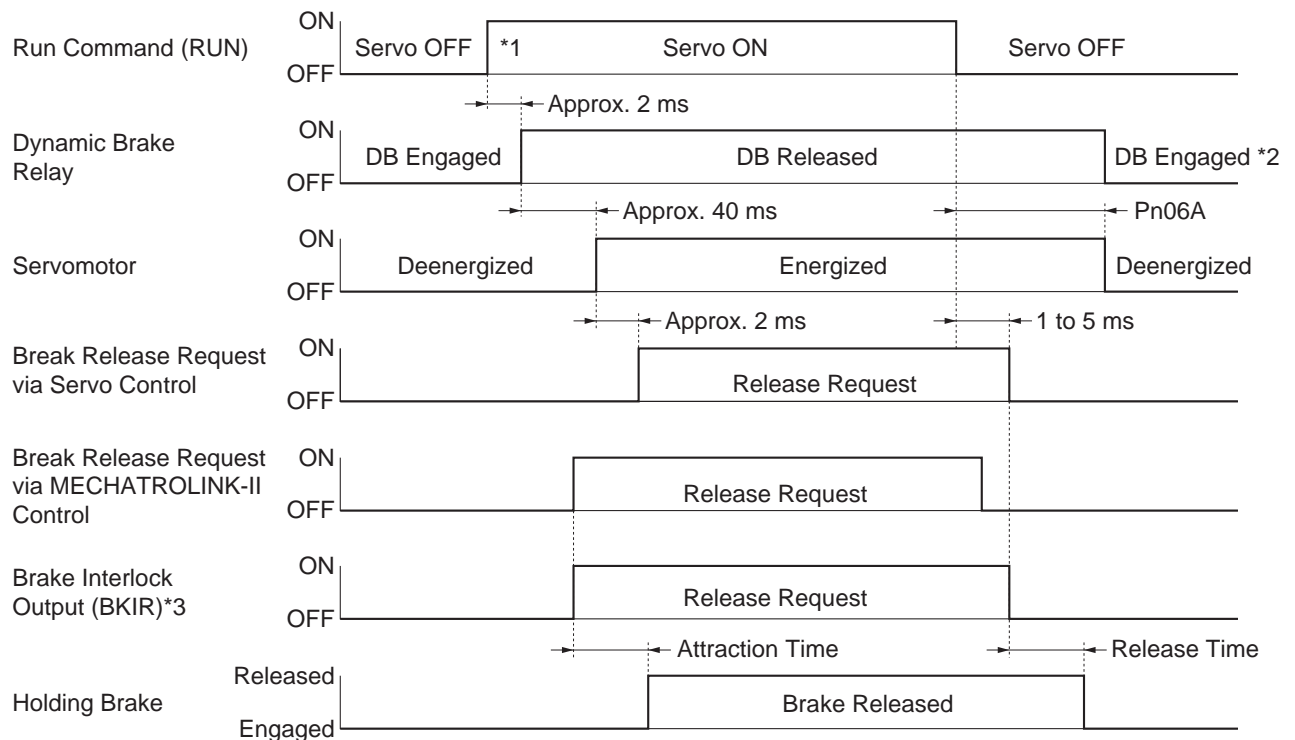 ON
Run Command (RUN)
Servo OFF
*1
Servo ON
Servo OFF
OFF
Approx. 2 ms
ON
Dynamic Brake
Relay
DB Engaged
DB Released
DB Engaged *2
OFF
Approx. 40 ms
Pn06A
ON
Servomotor
Deenergized
Energized
Deenergized
OFF
Approx. 2 ms
1 to 5 ms
ON
Break Release Request
via Servo Control
Release Request
OFF
Break Release Request
via MECHATROLINK-II
Control
ON
Release Request
OFF
ON
Brake Interlock
Output (BKIR)*3
Release Request
OFF
Attraction Time
Release Time
Released
Holding Brake
Brake Released
Engaged